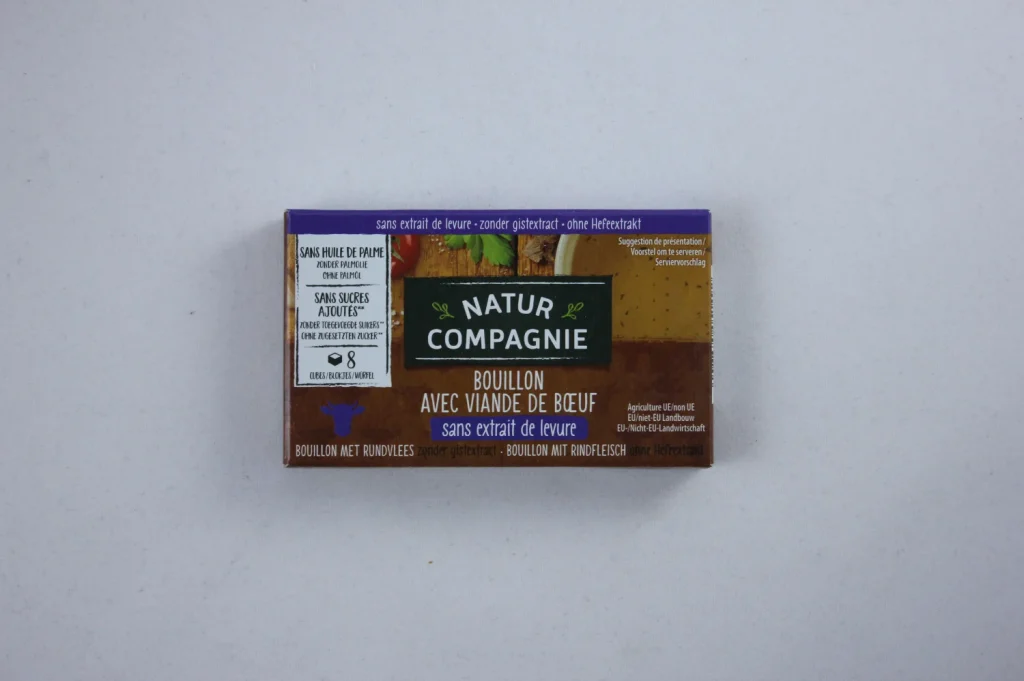 sans extrait de levure • zonder gistextract • ohne Hefeextrakt
SANS HUILE DE PALME
ZONDER PALMOLIE
OHNE PALMÖL
SANS SUCRES
AJOUTÉS**
ZONDER TOEGEVOEGDE SUIKERS**
OHNE ZUGESETZTEN ZUCKER**
8
CUBES/BLOKJES/WÜRFEL
Suggestion de présentation/
Voorstel om te serveren/
Serviervorschlag
NATUR
COMPAGNIE
BOUILLON
AVEC VIANDE DE BŒUF
sans extrait de levure
Agriculture UE/non UE
EU/niet-EU Landbouw
EU-/Nicht-EU-Landwirtschaft
BOUILLON MET RUNDVLEES zonder gistextract • BOUILLON MIT RINDFLEISCH ohne Hefeextrakt